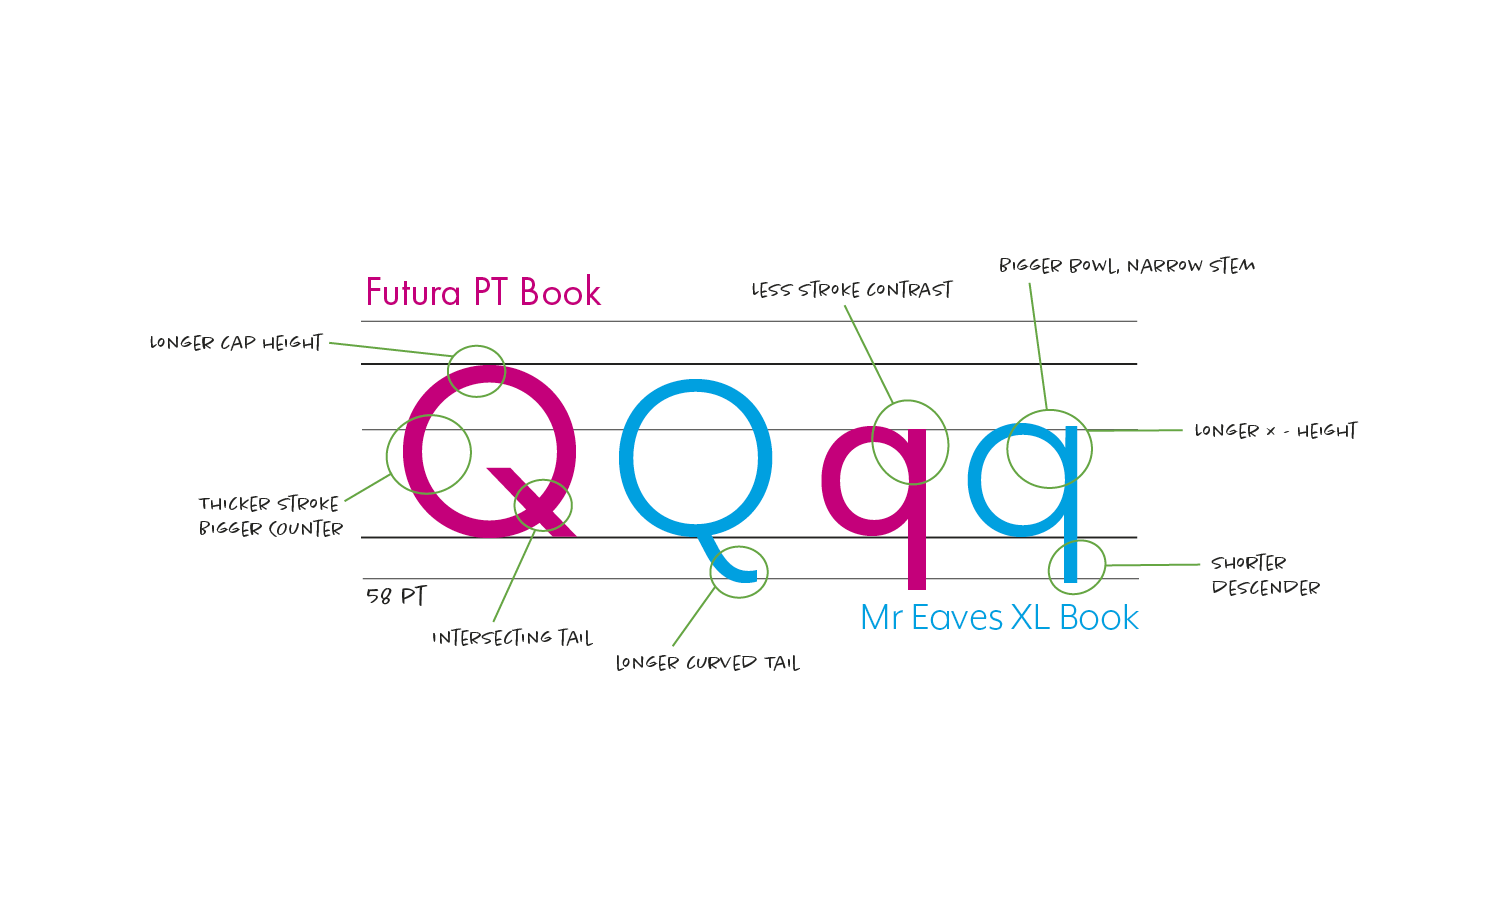 BIGGER BOWL, NARROW STEM
Futura PT Book
LESS STROKE CONTRAST
LONGER CAP HEIGHT
Q Q q q
LONGER X - HEIGHT
THICKER STROKE
BIGGER COUNTER
SHORTER
DESCENDER
58 PT
Mr Eaves XL Book
INTERSECTING TAIL
LONGER CURVED TAIL